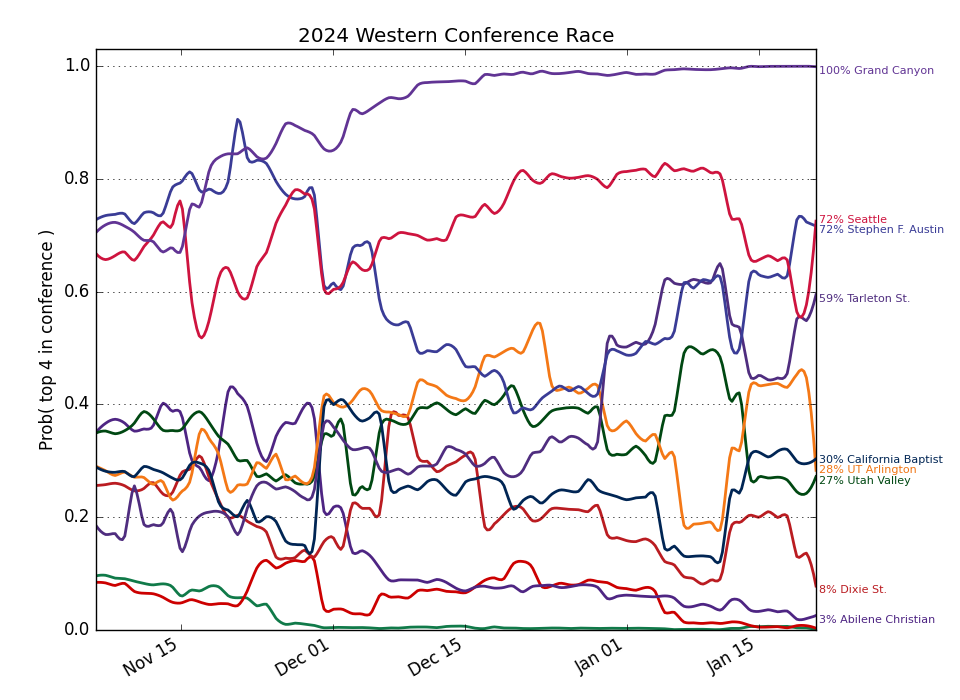 2024 Western Conference Race
Prob( top 4 in conference )
1.0
0.8
0.6
0.4
0.2
0.0
Nov 15
Dec 01
Dec 15
Jan 01
Jan 15
100% Grand Canyon
72% Seattle
72% Stephen F. Austin
59% Tarleton St.
30% California Baptist
28% UT Arlington
27% Utah Valley
8% Dixie St.
3% Abilene Christian